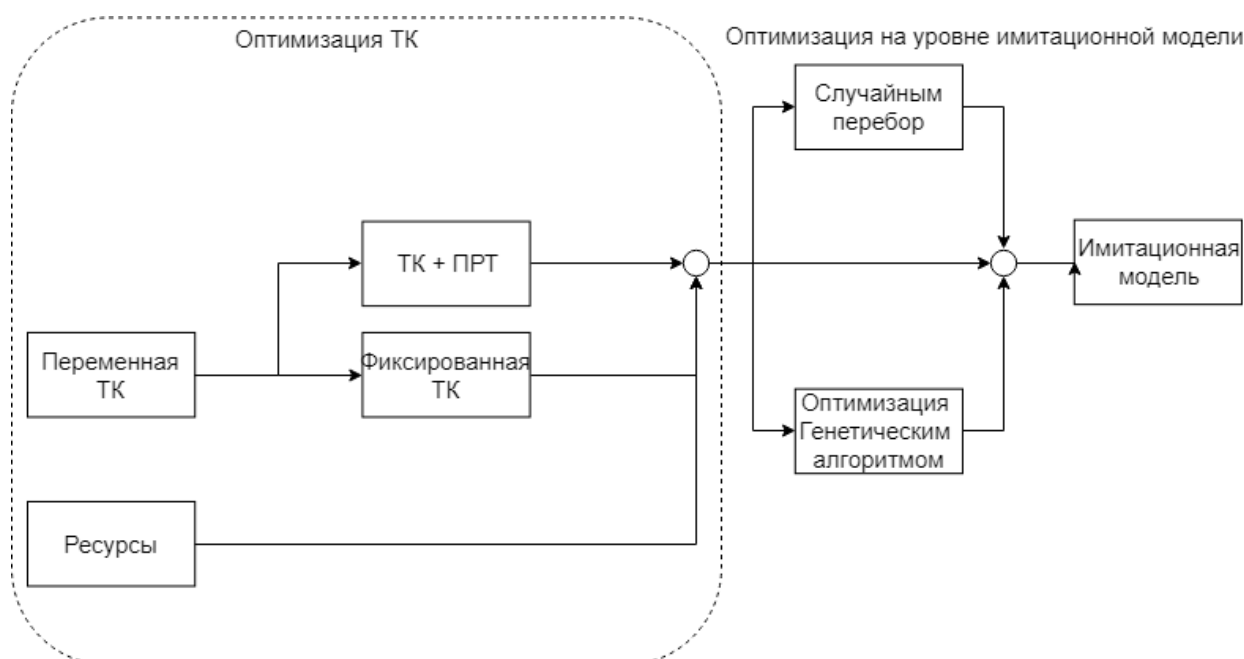 Оптимизация ТК
Оптимизация на уровне имитационной модели
Случайным
перебор
ТК + ПРТ
Имитационная
модель
Переменная
ТК
Фиксированная
ТК
Оптимизация
Генетическим
алгоритмом
Ресурсы